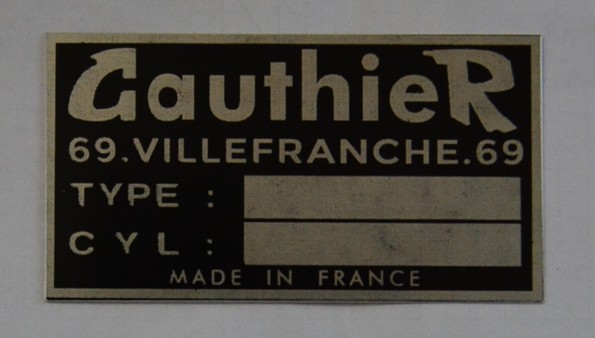 GauthieR
69.VILLEFRANCHE.69
TYPE :
CYL :
MADE IN FRANCE